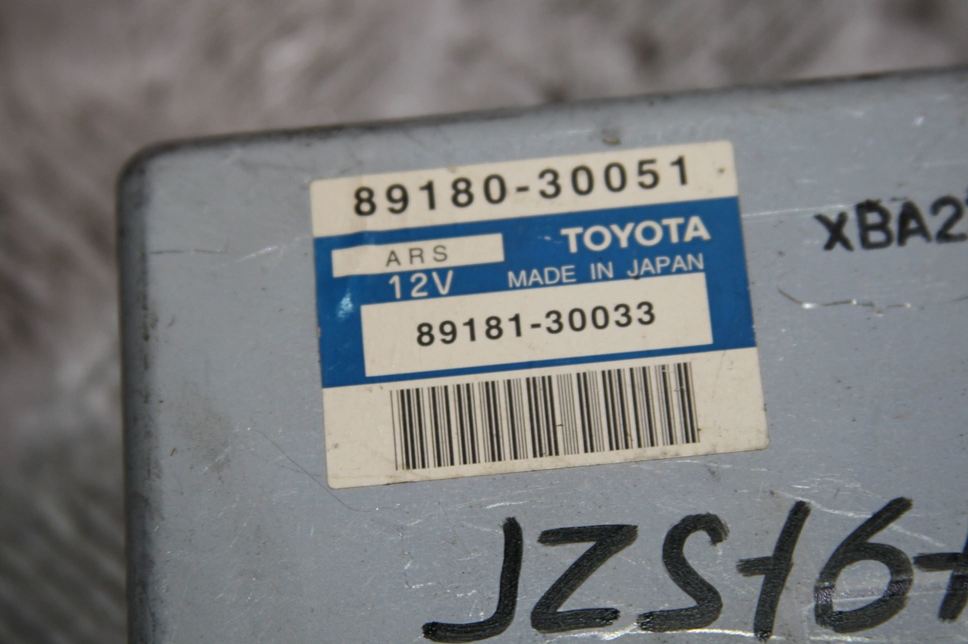 89180-30051
ARS TOYOTA
12V MADE IN JAPAN
89181-30033
XBA2
JZS16